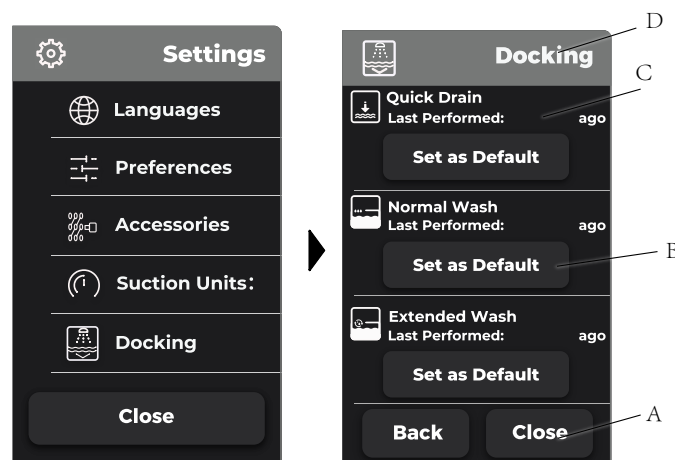 Settings
Languages
Preferences
Accessories
Suction Units:
Docking
Close
Docking
D
C
Quick Drain
Last Performed: ago
Set as Default
Normal Wash
Last Performed: ago
Set as Default
B
Extended Wash
Last Performed: ago
Set as Default
Back Close
A